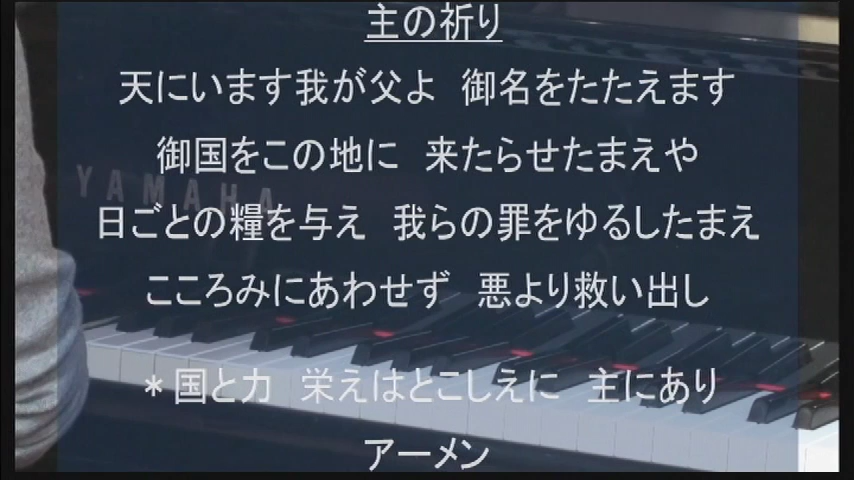 主の祈り
天にいます我が父よ　御名をたたえます
御国をこの地に　来たらせたまえや
YAMAHA
日ごとの糧を与え　我らの罪をゆるしたまえ
こころみにあわせず　悪より救い出し
＊国と力　栄えはとこしえに　主にあり
アーメン